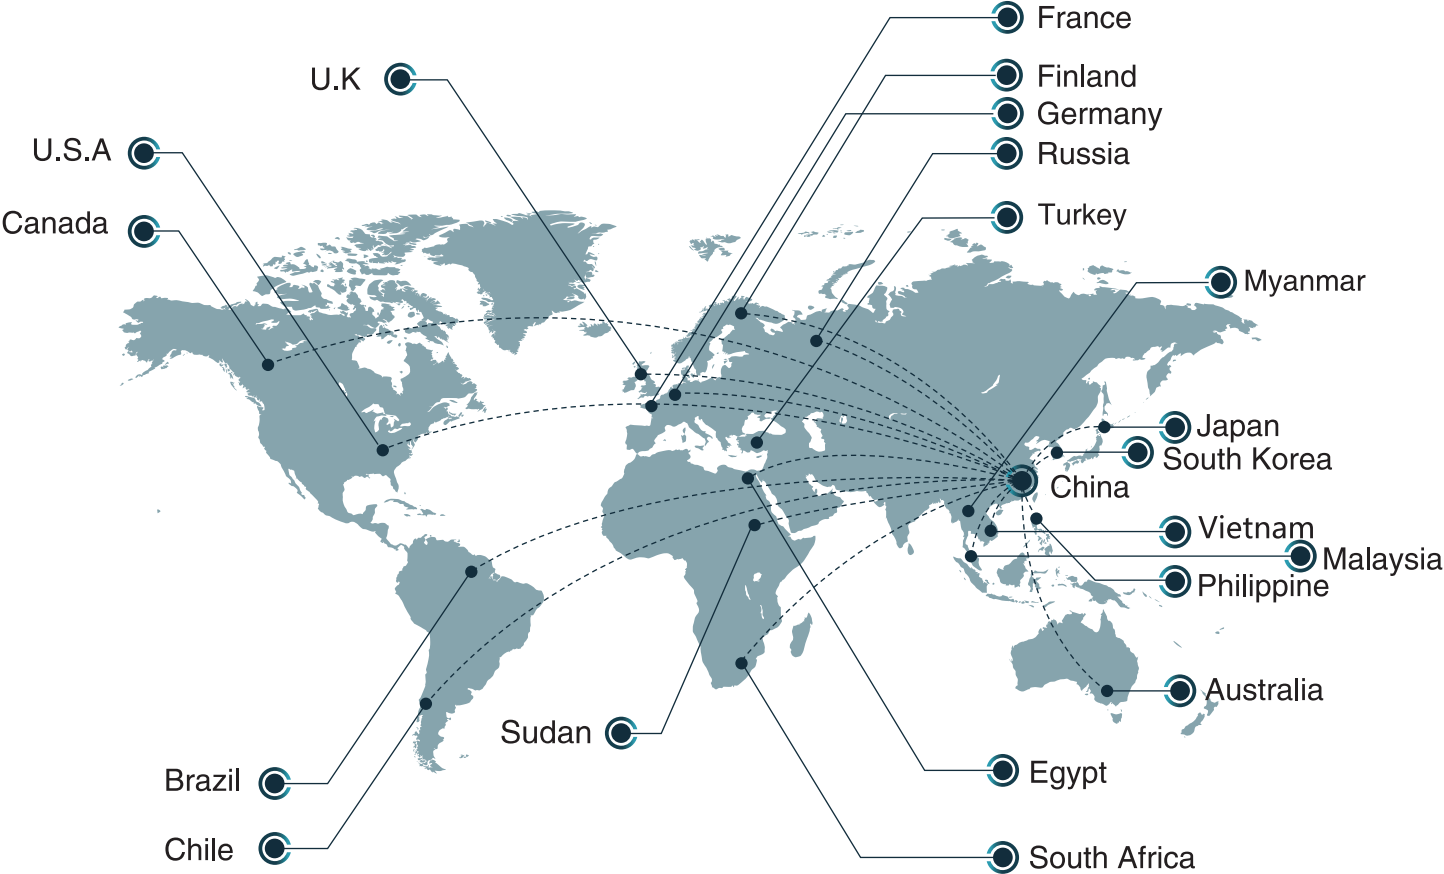 France
U.K
Finland
Germany
U.S.A
Russia
Canada
Turkey
Myanmar
Japan
South Korea
China
Vietnam
Malaysia
Philippine
Australia
Sudan
Egypt
Brazil
Chile
South Africa